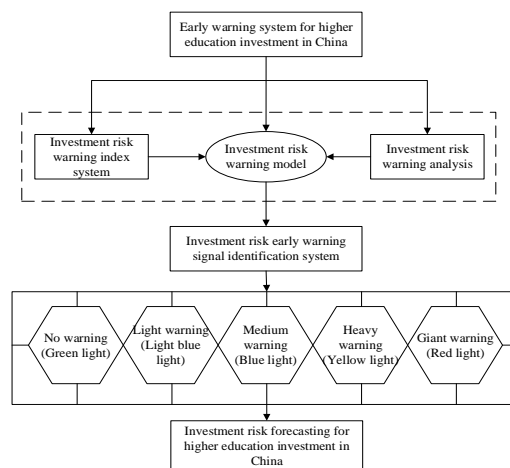 Early warning system for higher
education investment in China
Investment risk
warning index
system
Investment risk
warning model
Investment risk
warning analysis
Investment risk early warning
signal identification system
No warning
(Green light)
Light warning
(Light blue
light)
Medium
warning
(Blue light)
Heavy
warning
(Yellow light)
Giant warning
(Red light)
Investment risk forecasting for
higher education investment in
China